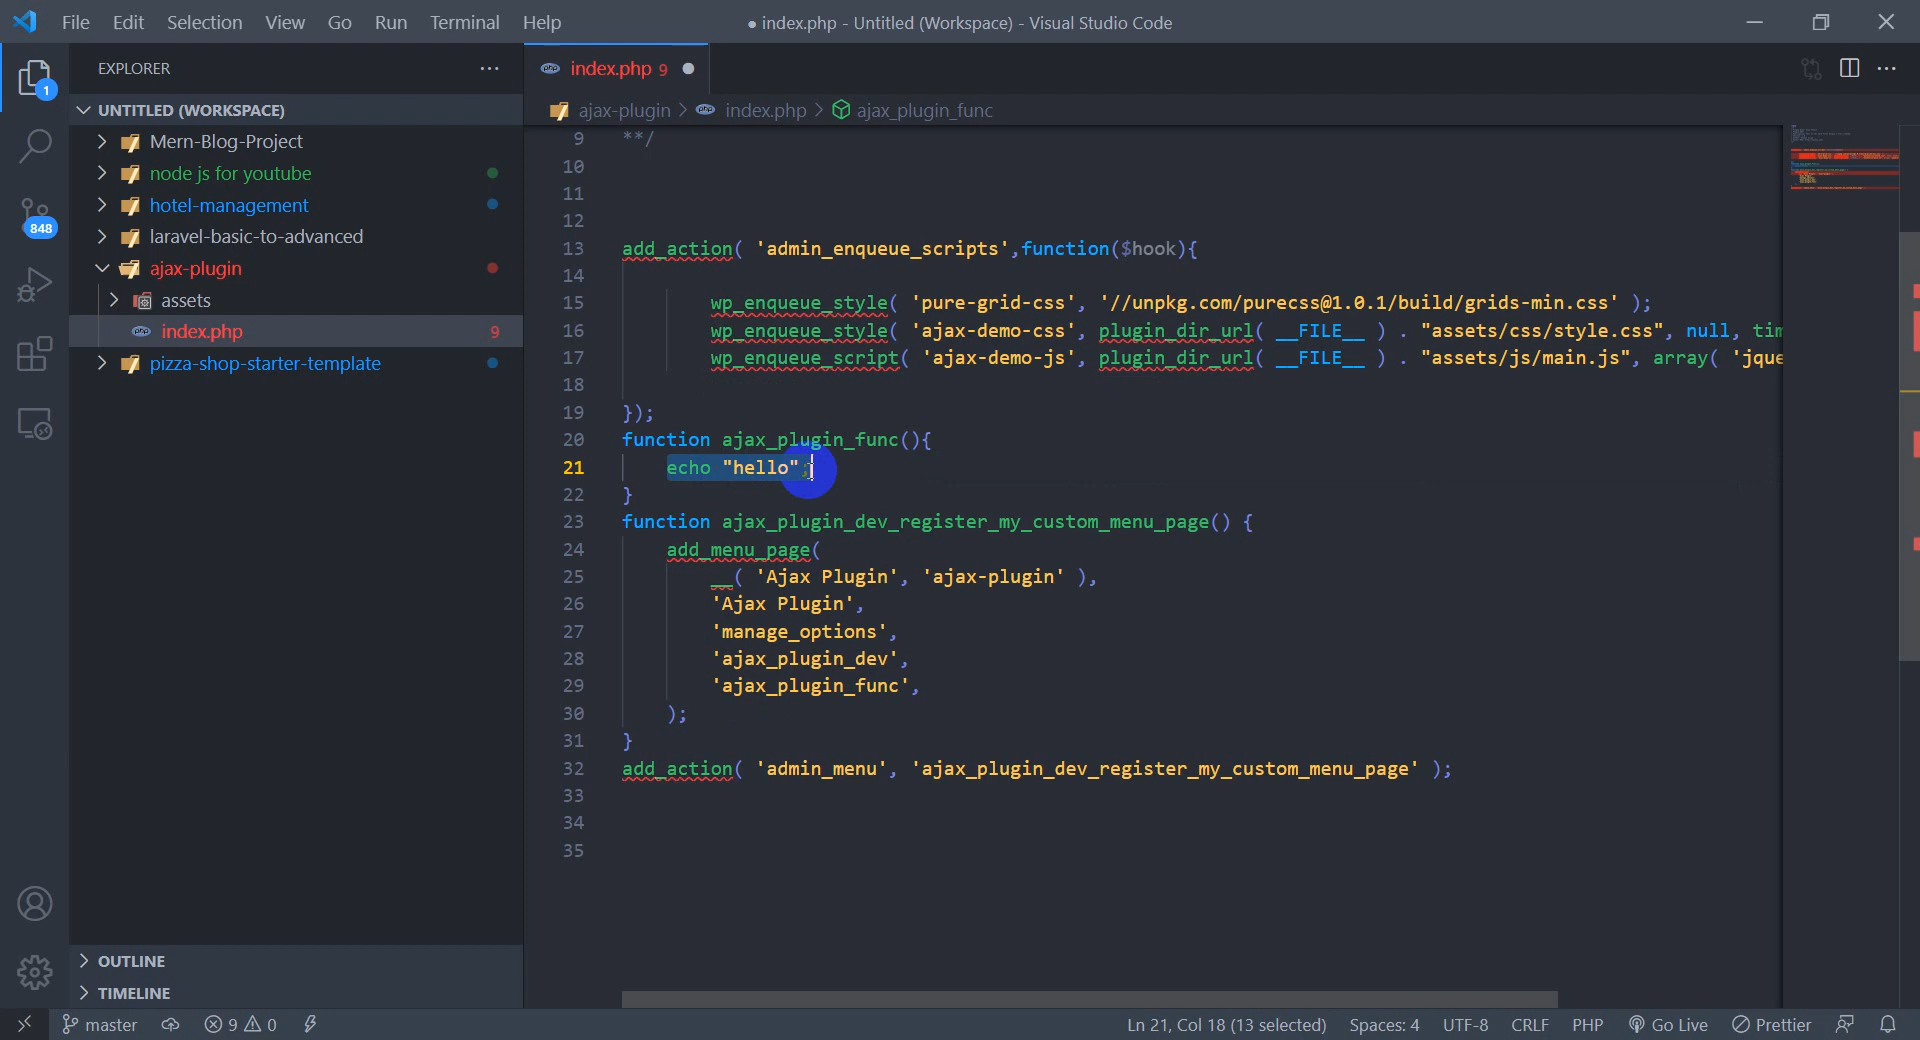 File Edit Selection View Go Run Terminal Help
● index.php - Untitled (Workspace) - Visual Studio Code
EXPLORER
UNTITLED (WORKSPACE)
Mern-Blog-Project
node js for youtube
hotel-management
laravel-basic-to-advanced
ajax-plugin
assets
index.php 9
pizza-shop-starter-template
1
848
OUTLINE
TIMELINE
index.php 9
ajax-plugin > index.php > ajax_plugin_func
9 **/
10
11
12
13 add_action( 'admin_enqueue_scripts',function($hook){
14
15 wp_enqueue_style( 'pure-grid-css', '//unpkg.com/purecss@1.0.1/build/grids-min.css' );
16 wp_enqueue_style( 'ajax-demo-css', plugin_dir_url( __FILE__ ) . "assets/css/style.css", null, tim
17 wp_enqueue_script( 'ajax-demo-js', plugin_dir_url( __FILE__ ) . "assets/js/main.js", array( 'jque
18
19 });
20 function ajax_plugin_func(){
21 echo "hello";
22 }
23 function ajax_plugin_dev_register_my_custom_menu_page() {
24 add_menu_page(
25 __( 'Ajax Plugin', 'ajax-plugin' ),
26 'Ajax Plugin',
27 'manage_options',
28 'ajax_plugin_dev',
29 'ajax_plugin_func',
30 );
31 }
32 add_action( 'admin_menu', 'ajax_plugin_dev_register_my_custom_menu_page' );
33
34
35
master 9 0 Ln 21, Col 18 (13 selected) Spaces: 4 UTF-8 CRLF PHP Go Live Prettier